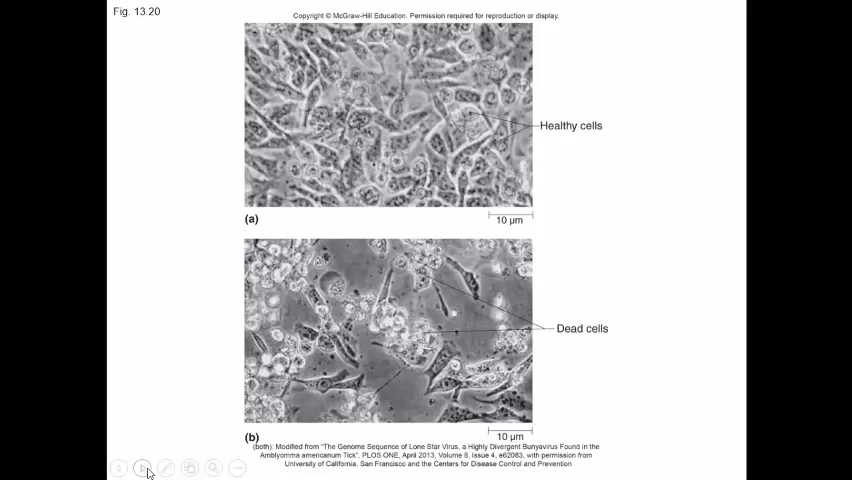 Fig. 13.20
Copyright © McGraw-Hill Education. Permission required for reproduction or display.
Healthy cells
(a)
10 µm
Dead cells
(b)
10 µm
(both): Modified from "The Genome Sequence of Lone Star Virus, a Highly Divergent Bunyavirus Found in the
Amblyomma americanum Tick", PLOS ONE, April 2013, Volume 8, Issue 4, e62083, with permission from
University of California, San Francisco and the Centers for Disease Control and Prevention